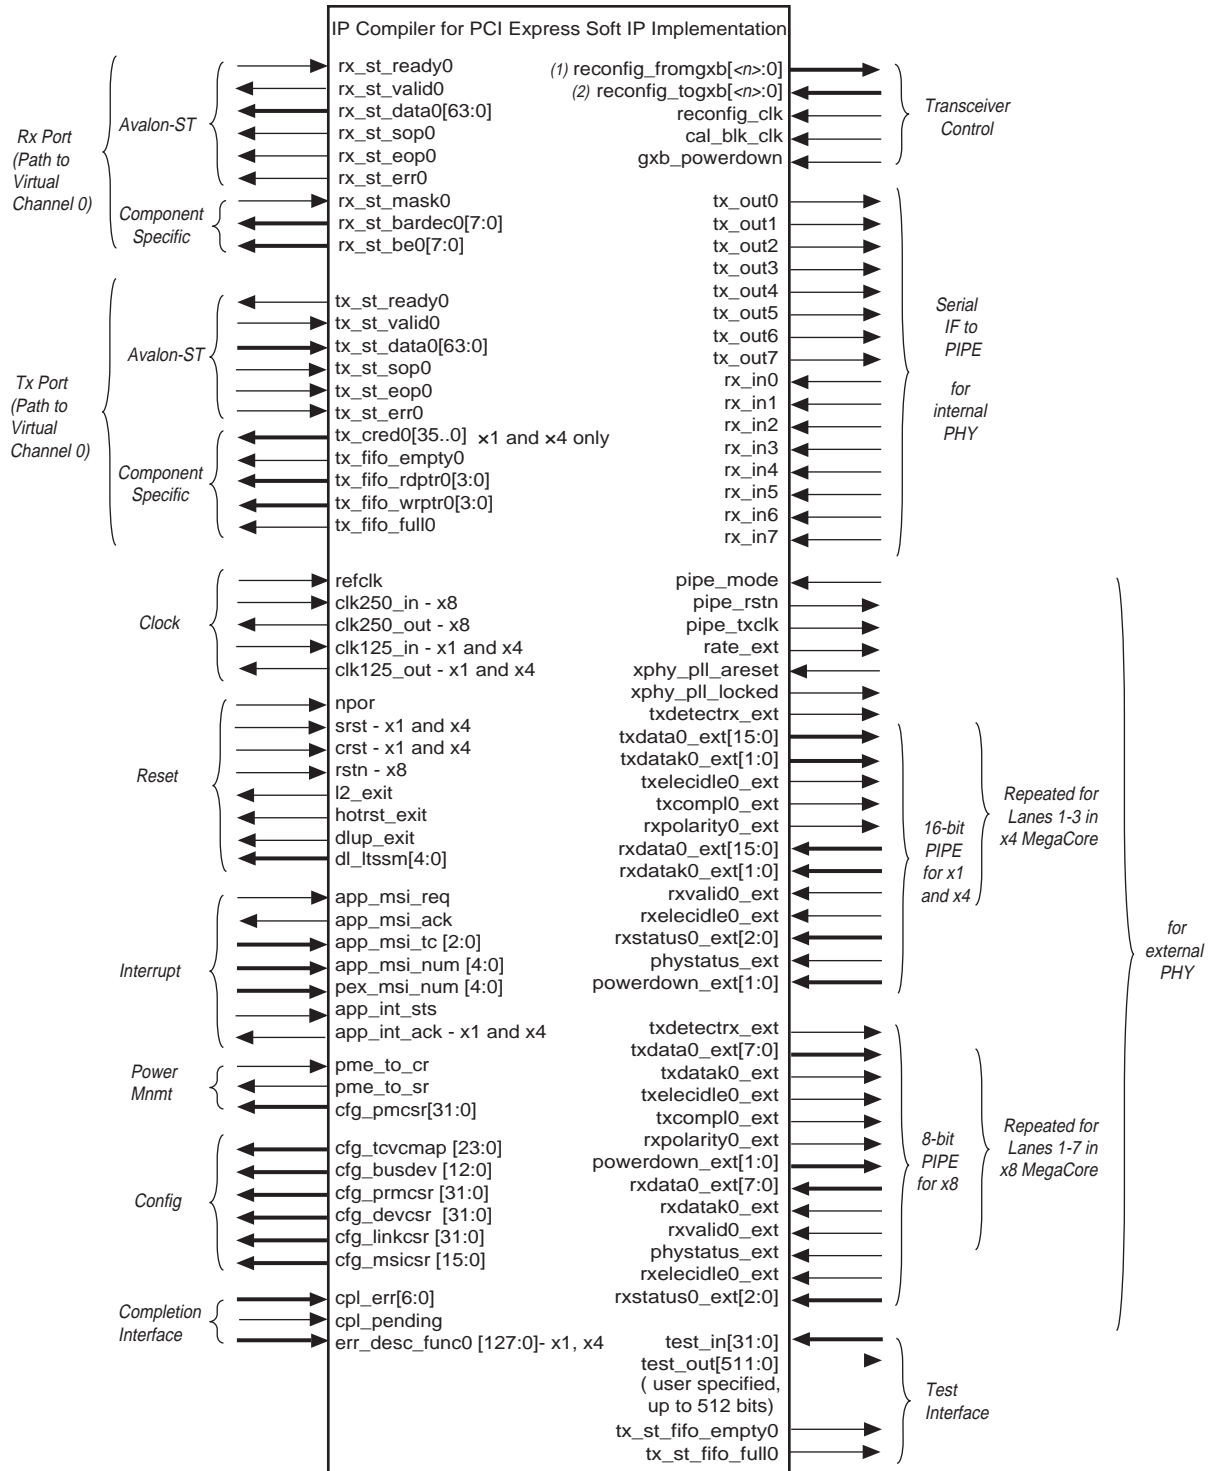 IP Compiler for PCI Express Soft IP Implementation
Rx Port
(Path to
Virtual
Channel 0)
Avalon-ST
rx_st_ready0
rx_st_valid0
rx_st_data0[63:0]
rx_st_sop0
rx_st_eop0
rx_st_err0
Component
Specific
rx_st_mask0
rx_st_bardec0[7:0]
rx_st_be0[7:0]
Tx Port
(Path to
Virtual
Channel 0)
Avalon-ST
tx_st_ready0
tx_st_valid0
tx_st_data0[63:0]
tx_st_sop0
tx_st_eop0
tx_st_err0
Component
Specific
tx_cred0[35..0] ×1 and ×4 only
tx_fifo_empty0
tx_fifo_rdptr0[3:0]
tx_fifo_wrptr0[3:0]
tx_fifo_full0
Clock
refclk
clk250_in - x8
clk250_out - x8
clk125_in - x1 and x4
clk125_out - x1 and x4
Reset
npor
srst - x1 and x4
crst - x1 and x4
rstn - x8
l2_exit
hotrst_exit
dlup_exit
dl_ltssm[4:0]
Interrupt
app_msi_req
app_msi_ack
app_msi_tc [2:0]
app_msi_num [4:0]
pex_msi_num [4:0]
app_int_sts
app_int_ack - x1 and x4
Power
Mnmt
pme_to_cr
pme_to_sr
cfg_pmcsr[31:0]
Config
cfg_tcvcmap [23:0]
cfg_busdev [12:0]
cfg_prmcsr [31:0]
cfg_devcsr [31:0]
cfg_linkcsr [31:0]
cfg_msicsr [15:0]
Completion
Interface
cpl_err[6:0]
cpl_pending
err_desc_func0 [127:0]- x1, x4
(1) reconfig_fromgxb[<n>:0]
(2) reconfig_togxb[<n>:0]
reconfig_clk
cal_blk_clk
gxb_powerdown
Transceiver
Control
tx_out0
tx_out1
tx_out2
tx_out3
tx_out4
tx_out5
tx_out6
tx_out7
rx_in0
rx_in1
rx_in2
rx_in3
rx_in4
rx_in5
rx_in6
rx_in7
Serial
IF to
PIPE
for
internal
PHY
pipe_mode
pipe_rstn
pipe_txclk
rate_ext
xphy_pll_areset
xphy_pll_locked
txdetectrx_ext
txdata0_ext[15:0]
txdatak0_ext[1:0]
txelecidle0_ext
txcompl0_ext
rxpolarity0_ext
rxdata0_ext[15:0]
rxdatak0_ext[1:0]
rxvalid0_ext
rxelecidle0_ext
rxstatus0_ext[2:0]
phystatus_ext
powerdown_ext[1:0]
16-bit
PIPE
for x1
and x4
Repeated for
Lanes 1-3 in
x4 MegaCore
for
external
PHY
txdetectrx_ext
txdata0_ext[7:0]
txdatak0_ext
txelecidle0_ext
txcompl0_ext
rxpolarity0_ext
powerdown_ext[1:0]
rxdata0_ext[7:0]
rxdatak0_ext
rxvalid0_ext
phystatus_ext
rxelecidle0_ext
rxstatus0_ext[2:0]
8-bit
PIPE
for x8
Repeated for
Lanes 1-7 in
x8 MegaCore
test_in[31:0]
test_out[511:0]
( user specified,
up to 512 bits)
tx_st_fifo_empty0
tx_st_fifo_full0
Test
Interface